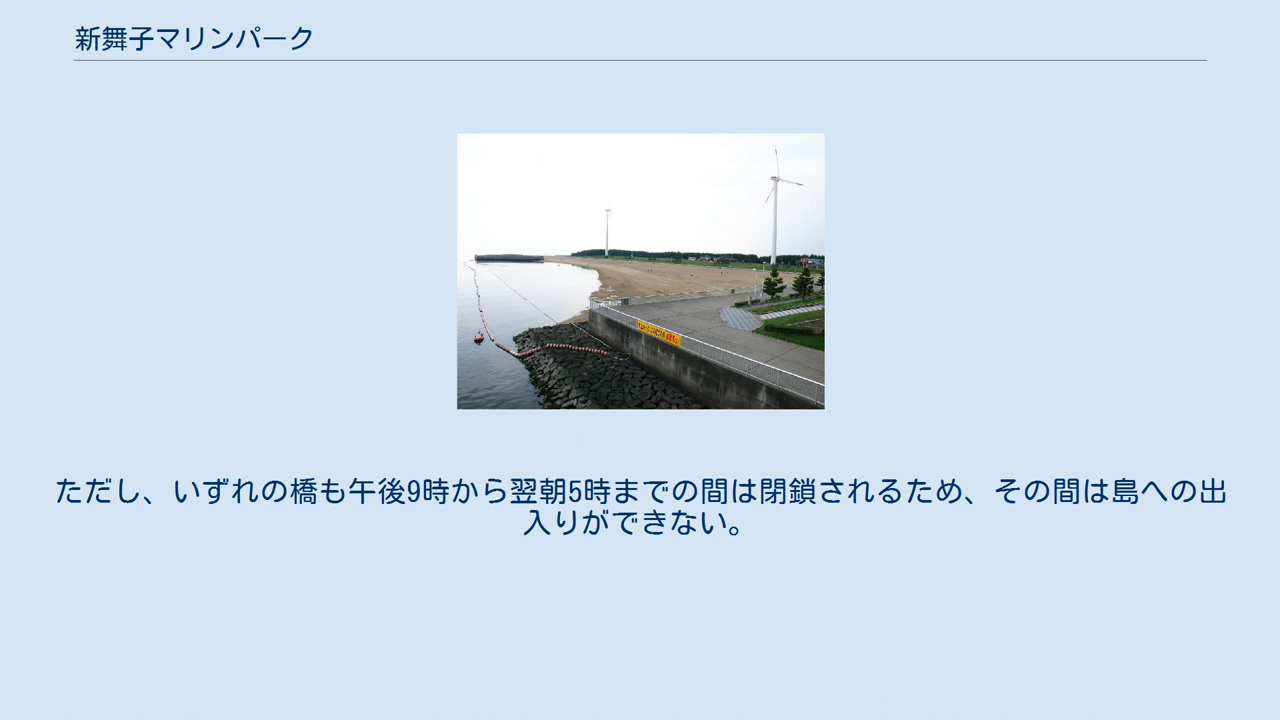 新舞子マリンパーク
ただし、いずれの橋も午後9時から翌朝5時までの間は閉鎖されるため、その間は島への出
入りができない。